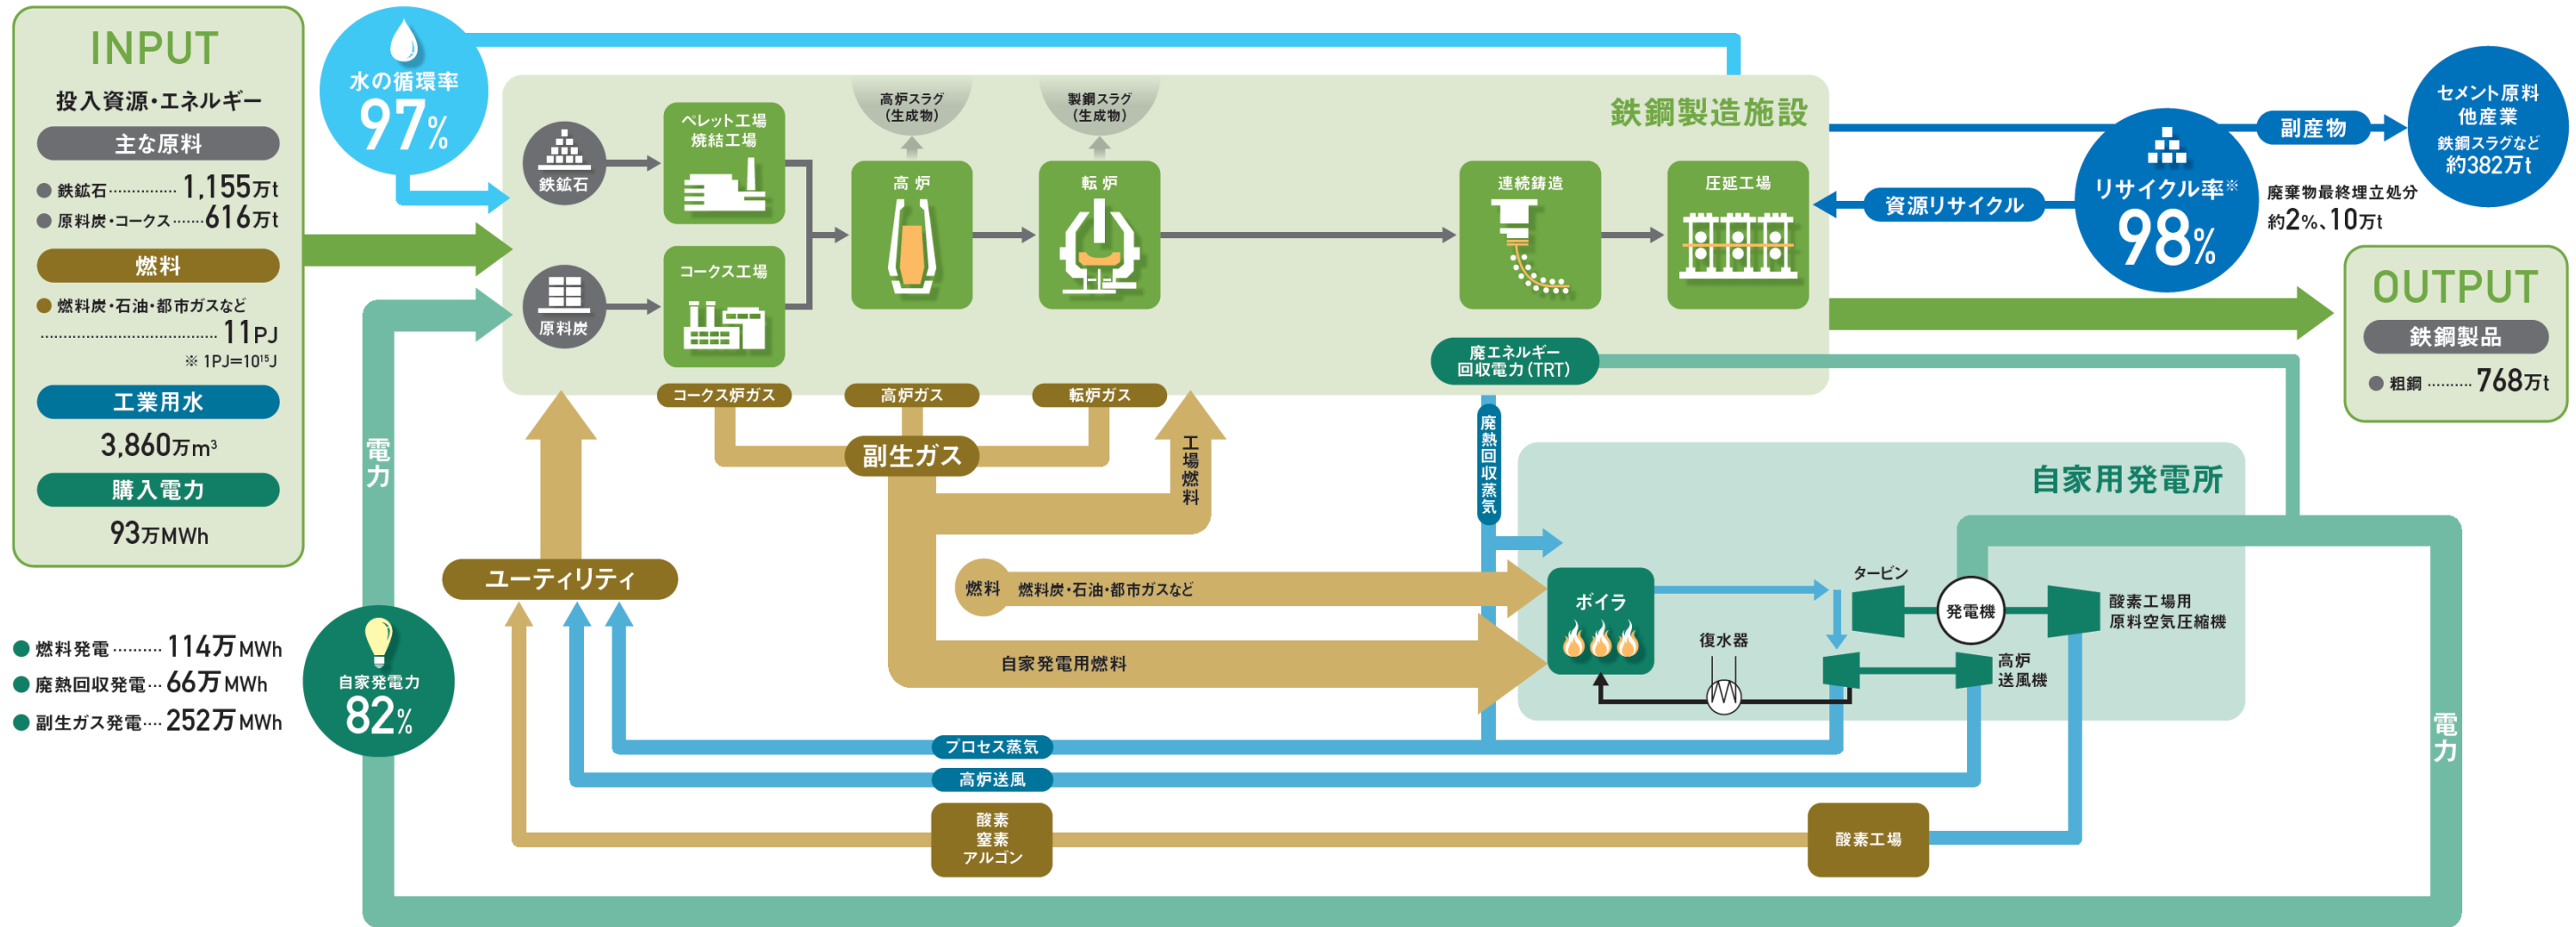 INPUT
投入資源・エネルギー
主な原料
鉄鉱石 …………… 1,155万t
原料炭・コークス ……616万t
燃料
燃料炭・石油・都市ガスなど
………………………………… 11PJ
※ 1PJ=10¹⁵J
工業用水
3,860万m³
購入電力
93万MWh
水の循環率
97%
鉄鋼製造施設
鉄鉱石
原料炭
ペレット工場
焼結工場
コークス工場
高炉スラグ
(生成物)
高炉
製鋼スラグ
(生成物)
転炉
連続鋳造
圧延工場
副産物
セメント原料
他産業
鉄鋼スラグなど
約382万t
資源リサイクル
リサイクル率※
98%
廃棄物最終埋立処分
約2%、10万t
OUTPUT
鉄鋼製品
粗鋼 ……… 768万t
廃エネルギー
回収電力(TRT)
コークス炉ガス
高炉ガス
転炉ガス
副生ガス
工場燃料
廃熱回収蒸気
電力
ユーティリティ
燃料
燃料炭・石油・都市ガスなど
自家発電用燃料
自家用発電所
ボイラ
復水器
タービン
発電機
酸素工場用
原料空気圧縮機
高炉
送風機
燃料発電 ……… 114万MWh
廃熱回収発電 … 66万MWh
副生ガス発電 …… 252万MWh
自家発電力
82%
プロセス蒸気
高炉送風
酸素
窒素
アルゴン
酸素工場
電力